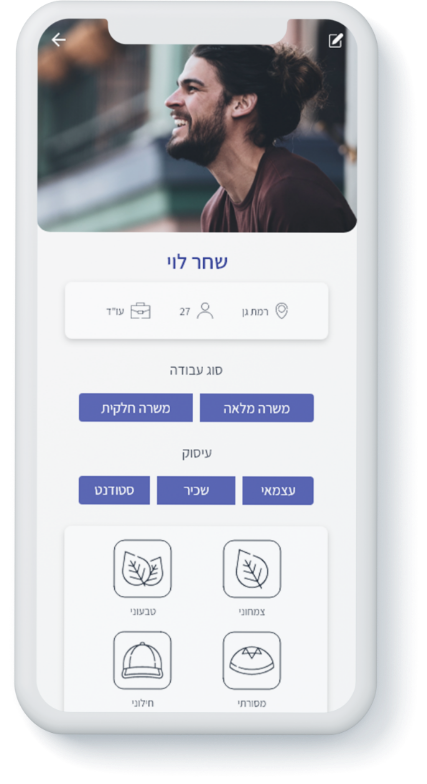 שחר לוי
רמת גן 27 עו"ד
סוג עבודה
משרה מלאה משרה חלקית
עיסוק
עצמאי שכיר סטודנט
צמחוני טבעוני
מסורתי חילוני